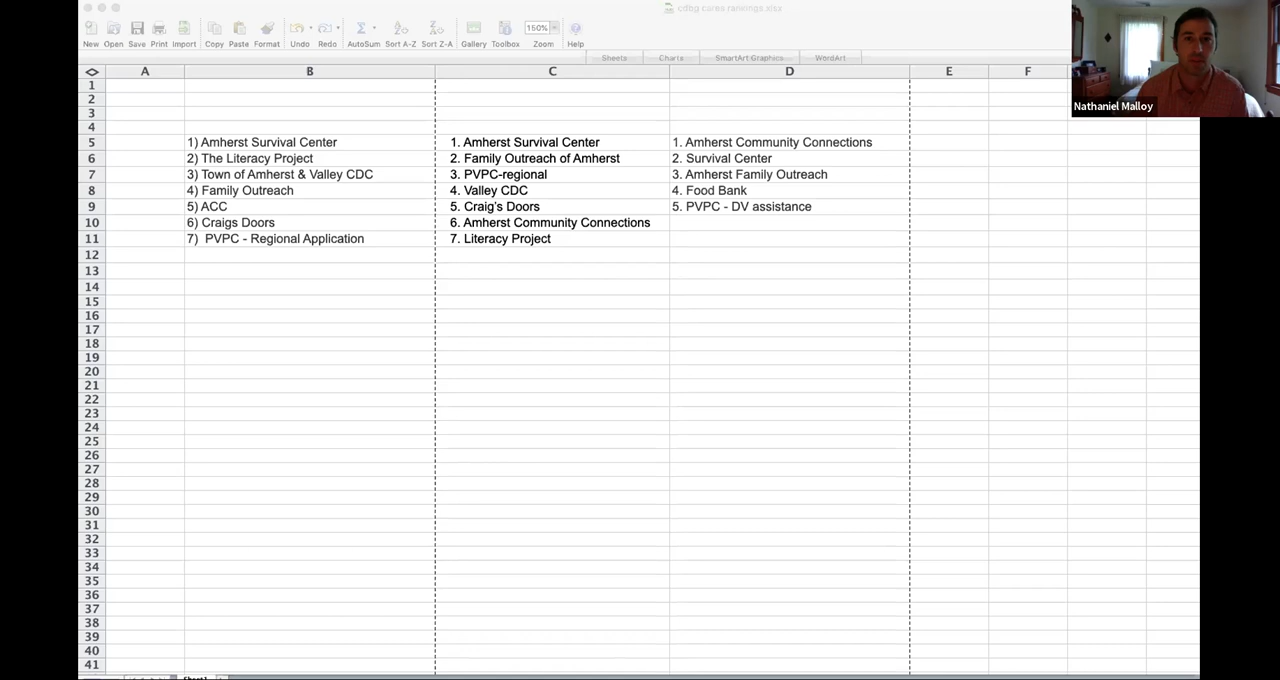 cdbg cares rankings.xlsx
New Open Save Print Import Copy Paste Format Undo Redo AutoSum Sort A-Z Sort Z-A Gallery Toolbox Zoom Help
150%
Sheets Charts SmartArt Graphics WordArt
A B C D E F
1
2
3
4
5 1) Amherst Survival Center 1. Amherst Survival Center 1. Amherst Community Connections
6 2) The Literacy Project 2. Family Outreach of Amherst 2. Survival Center
7 3) Town of Amherst & Valley CDC 3. PVPC-regional 3. Amherst Family Outreach
8 4) Family Outreach 4. Valley CDC 4. Food Bank
9 5) ACC 5. Craig's Doors 5. PVPC - DV assistance
10 6) Craigs Doors 6. Amherst Community Connections
11 7) PVPC - Regional Application 7. Literacy Project
12
13
14
15
16
17
18
19
20
21
22
23
24
25
26
27
28
29
30
31
32
33
34
35
36
37
38
39
40
41
Sheet1
Nathaniel Malloy